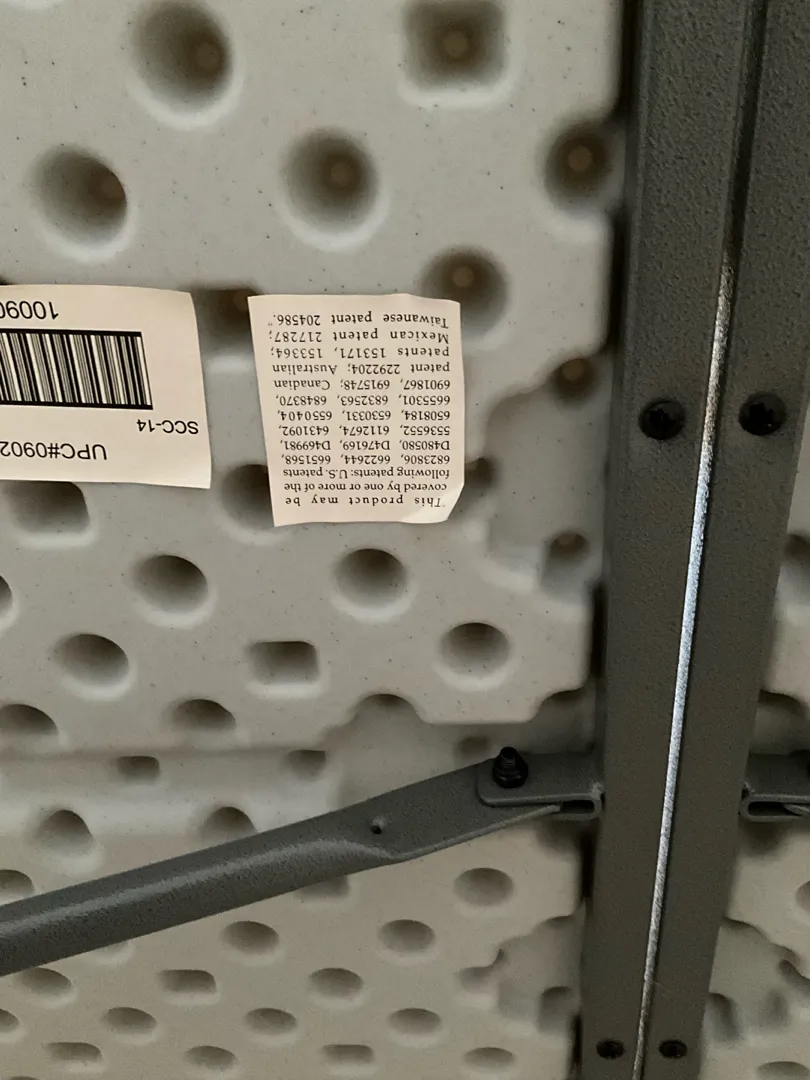 "This product may be
covered by one or more of the
following patents: U.S. patents
6823806, 6622644, 6651568,
D480580, D476169, D469981,
5536552, 6112674, 6431092,
6508184, 6530331, 6550404,
6655301, 6832563, 6848370,
6901867, 6915748; Canadian
patent 2292204; Australian
patents 153171, 153364;
Mexican patent 217287;
Taiwanese patent 204586."
UPC#0902
SCC-14
10090